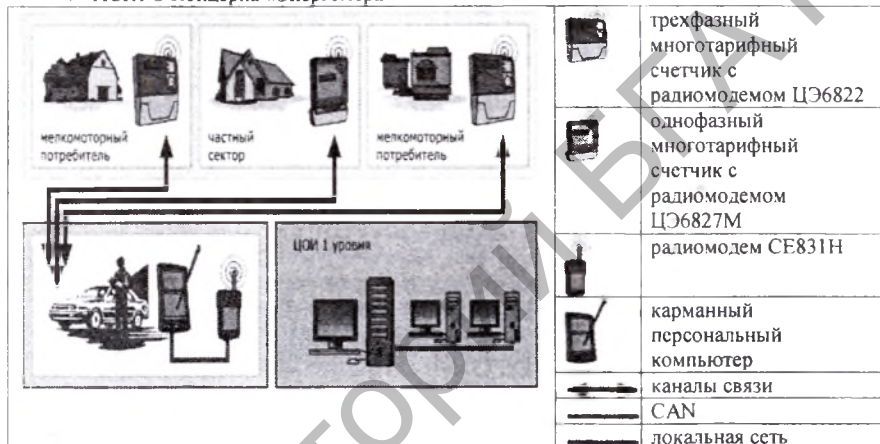 мелкомоторный
потребитель
частный
сектор
мелкомоторный
потребитель
ЦОИ 1 уровня
трехфазный
многотарифный
счетчик с
радиомодемом ЦЭ6822
однофазный
многотарифный
счетчик с
радиомодемом
ЦЭ6827М
радиомодем СЕ831Н
карманный
персональный
компьютер
каналы связи
CAN
локальная сеть